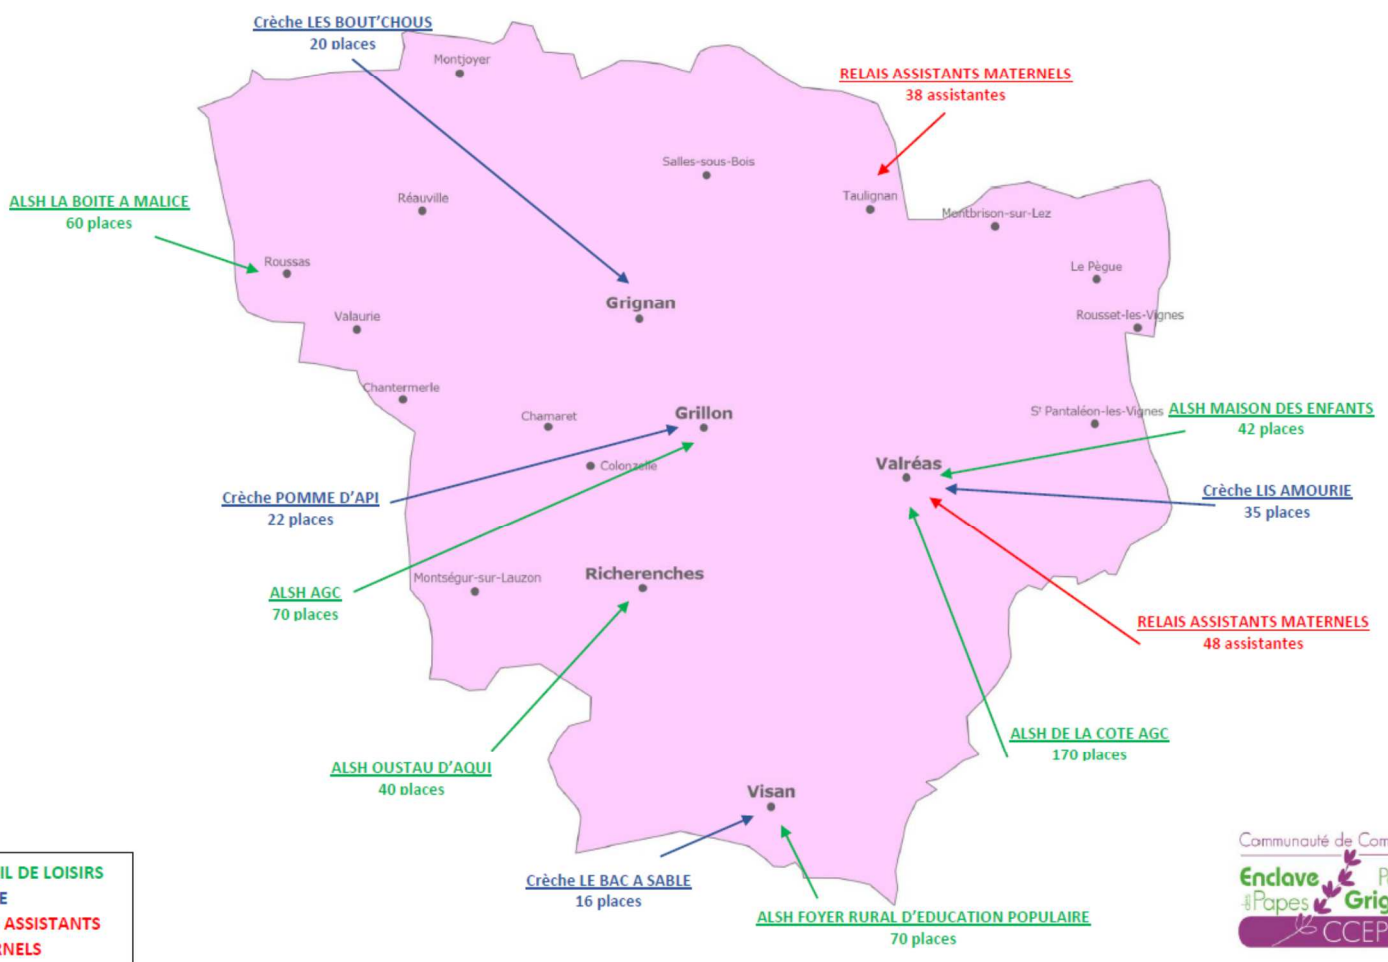 Crèche LES BOUT'CHOUS
20 places
Montjoyer
RELAIS ASSISTANTS MATERNELS
38 assistantes
Salles-sous-Bois
ALSH LA BOITE A MALICE
60 places
Réauville
Taulignan
Montbrison-sur-Lez
Roussas
Le Pègue
Grignan
Valaurie
Rousset-les-Vignes
Chantermerle
Chamaret
Grillon
St Pantaléon-les-Vignes
ALSH MAISON DES ENFANTS
42 places
Colonzelle
Valréas
Crèche POMME D'API
22 places
Crèche LIS AMOURIE
35 places
Montségur-sur-Lauzon
Richerenches
ALSH AGC
70 places
RELAIS ASSISTANTS MATERNELS
48 assistantes
ALSH DE LA COTE AGC
170 places
ALSH OUSTAU D'AQUI
40 places
Visan
Crèche LE BAC A SABLE
16 places
ALSH FOYER RURAL D'EDUCATION POPULAIRE
70 places
IL DE LOISIRS
E
ASSISTANTS
RNELS
Communauté de Com
Enclave P
des Papes Grig
CCEP